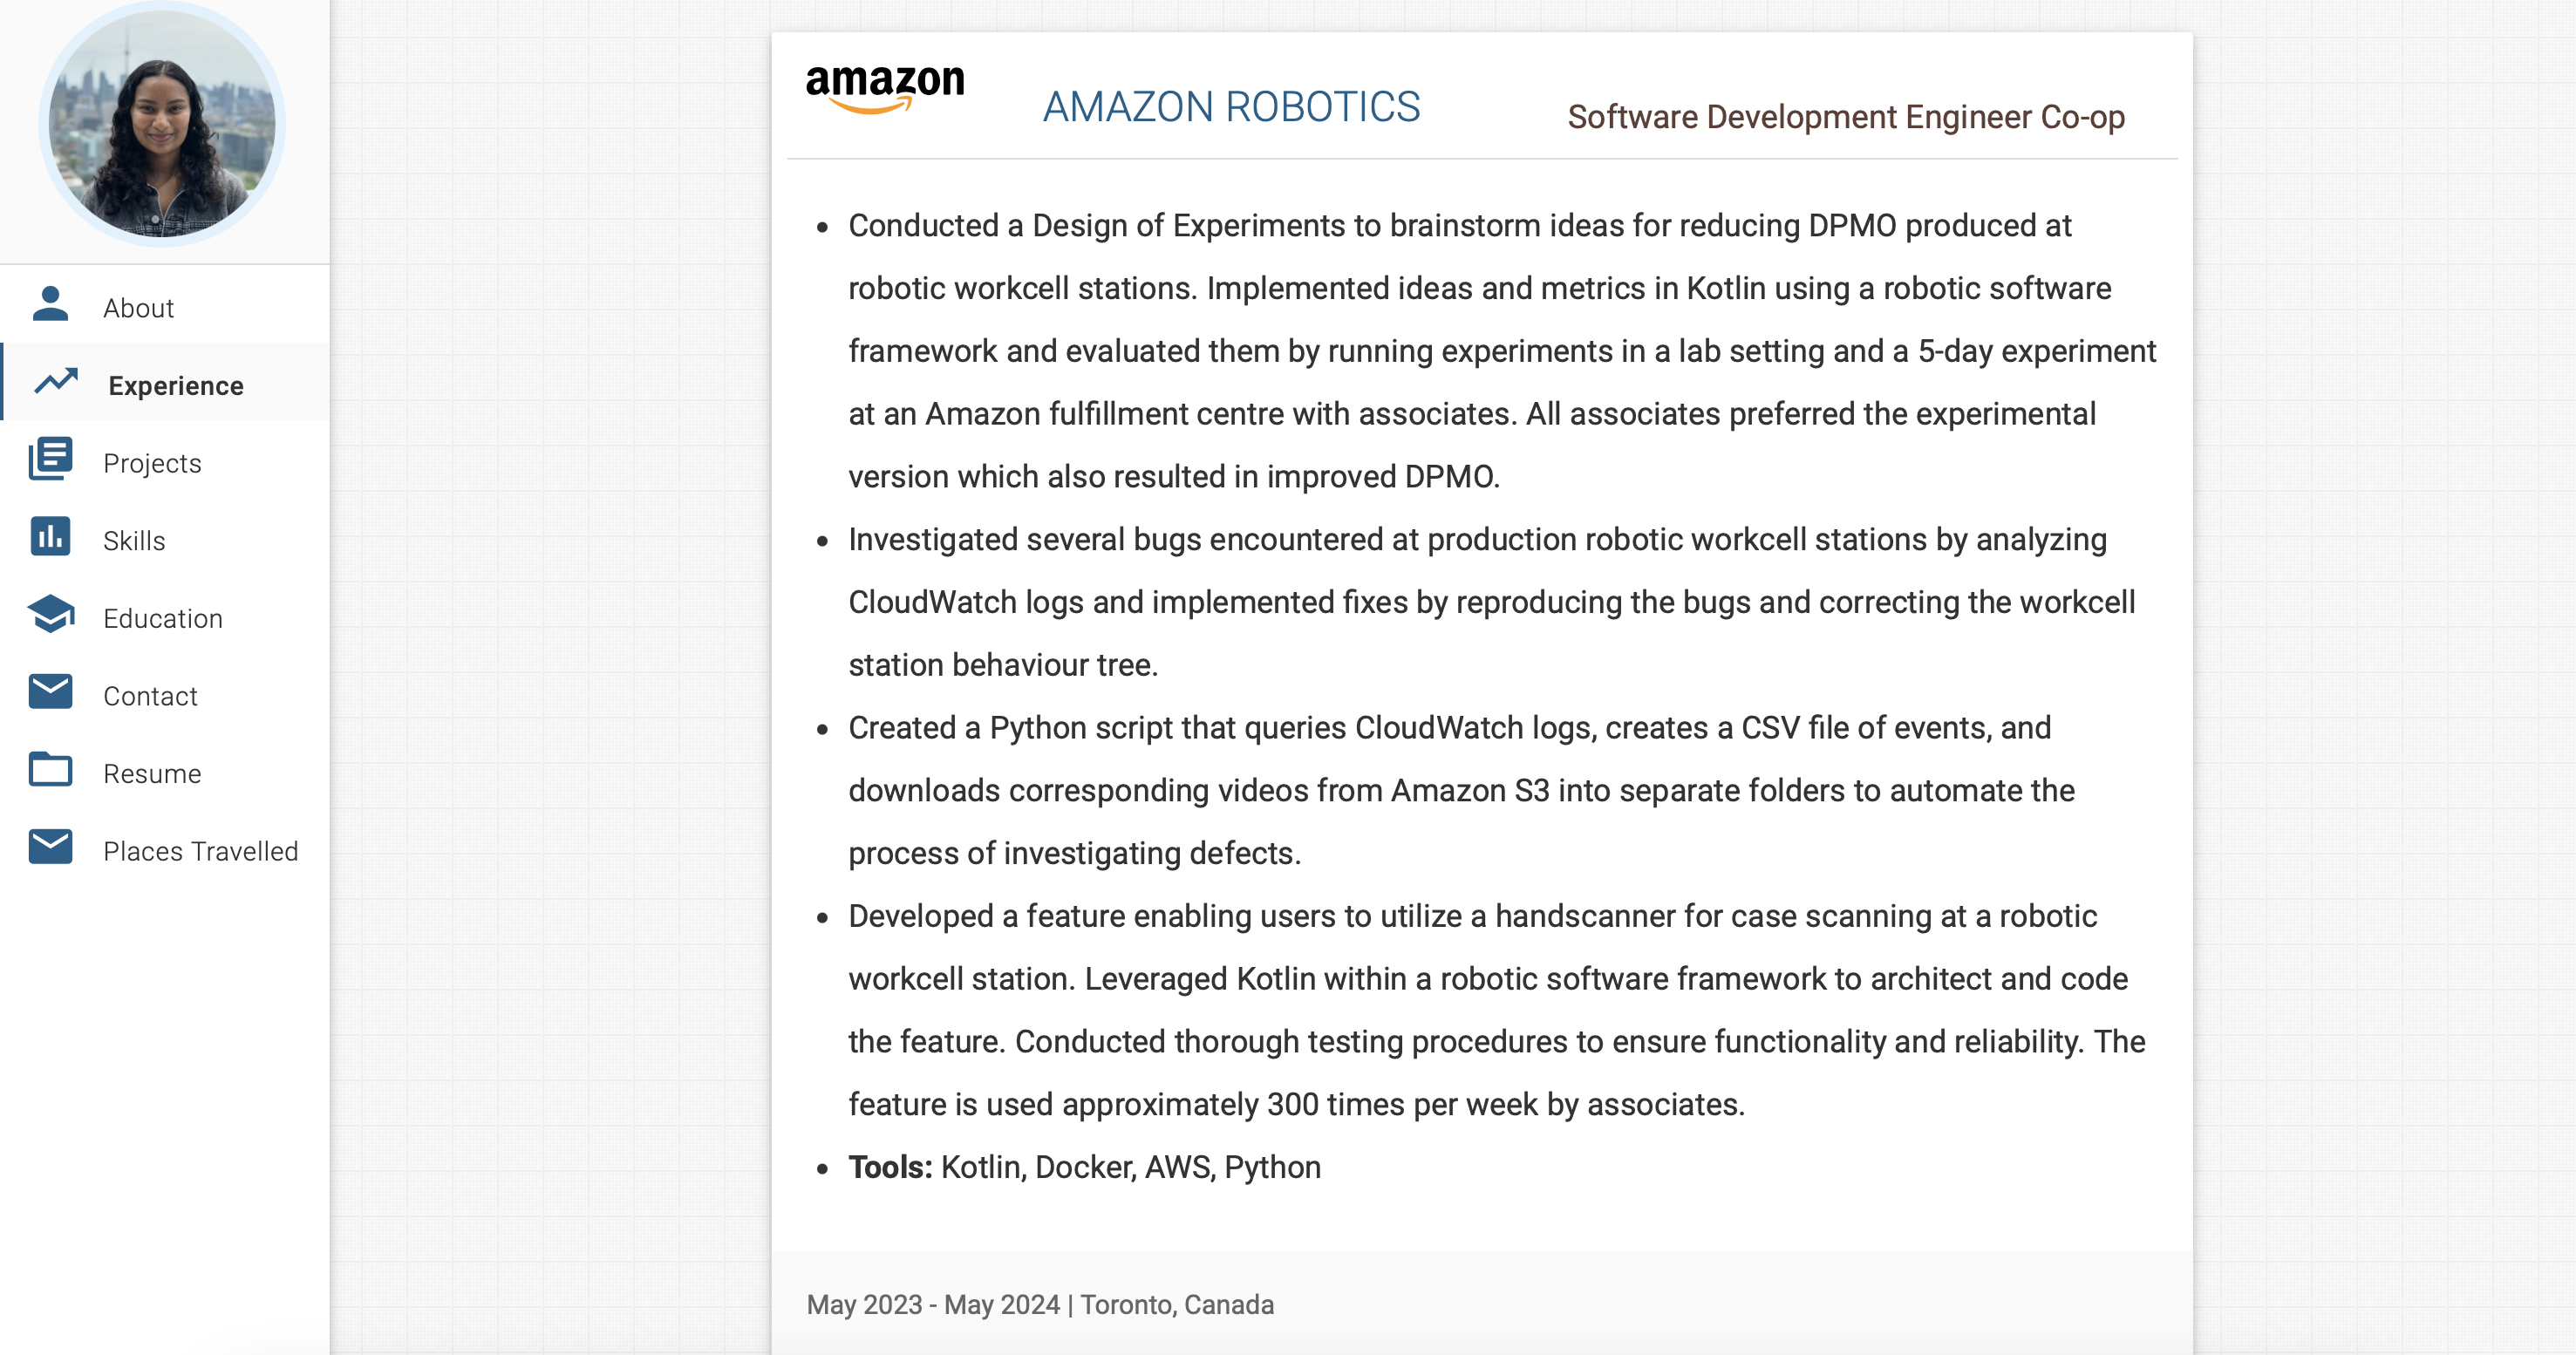 About
Experience
Projects
Skills
Education
Contact
Resume
Places Travelled
amazon
AMAZON ROBOTICS
Software Development Engineer Co-op
• Conducted a Design of Experiments to brainstorm ideas for reducing DPMO produced at
robotic workcell stations. Implemented ideas and metrics in Kotlin using a robotic software
framework and evaluated them by running experiments in a lab setting and a 5-day experiment
at an Amazon fulfillment centre with associates. All associates preferred the experimental
version which also resulted in improved DPMO.
• Investigated several bugs encountered at production robotic workcell stations by analyzing
CloudWatch logs and implemented fixes by reproducing the bugs and correcting the workcell
station behaviour tree.
• Created a Python script that queries CloudWatch logs, creates a CSV file of events, and
downloads corresponding videos from Amazon S3 into separate folders to automate the
process of investigating defects.
• Developed a feature enabling users to utilize a handscanner for case scanning at a robotic
workcell station. Leveraged Kotlin within a robotic software framework to architect and code
the feature. Conducted thorough testing procedures to ensure functionality and reliability. The
feature is used approximately 300 times per week by associates.
• Tools: Kotlin, Docker, AWS, Python
May 2023 - May 2024 | Toronto, Canada